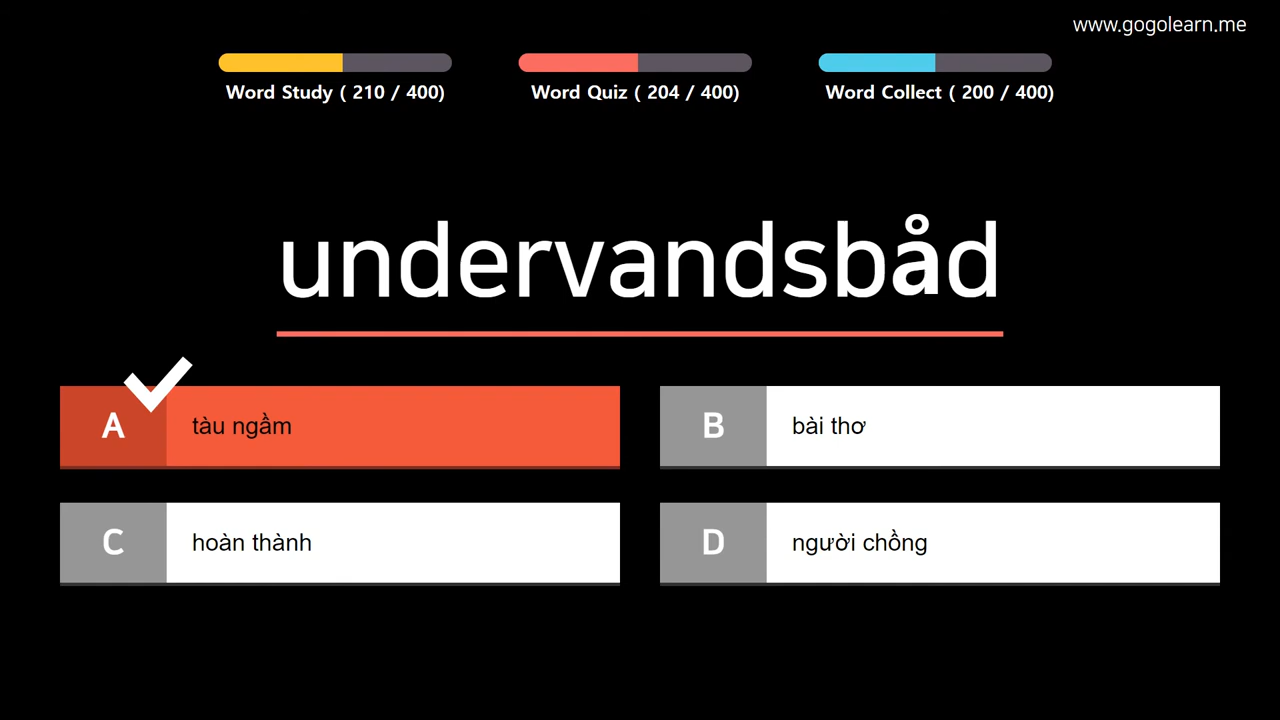 www.gogolearn.me
Word Study ( 210 / 400)
Word Quiz ( 204 / 400)
Word Collect ( 200 / 400)
undervandsbåd
A tàu ngầm
B bài thơ
C hoàn thành
D người chồng